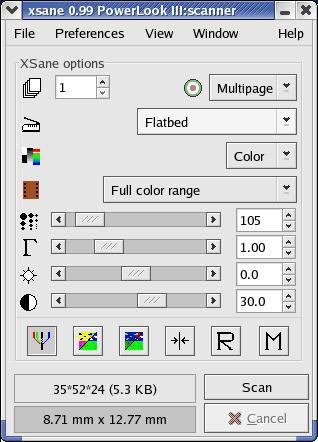 xsane 0.99 PowerLook III:scanner
File Preferences View Window Help
XSane options
1 Multipage
Flatbed
Color
Full color range
105
Γ 1.00
0.0
30.0
R M
35*52*24 (5.3 KB) Scan
8.71 mm x 12.77 mm Cancel